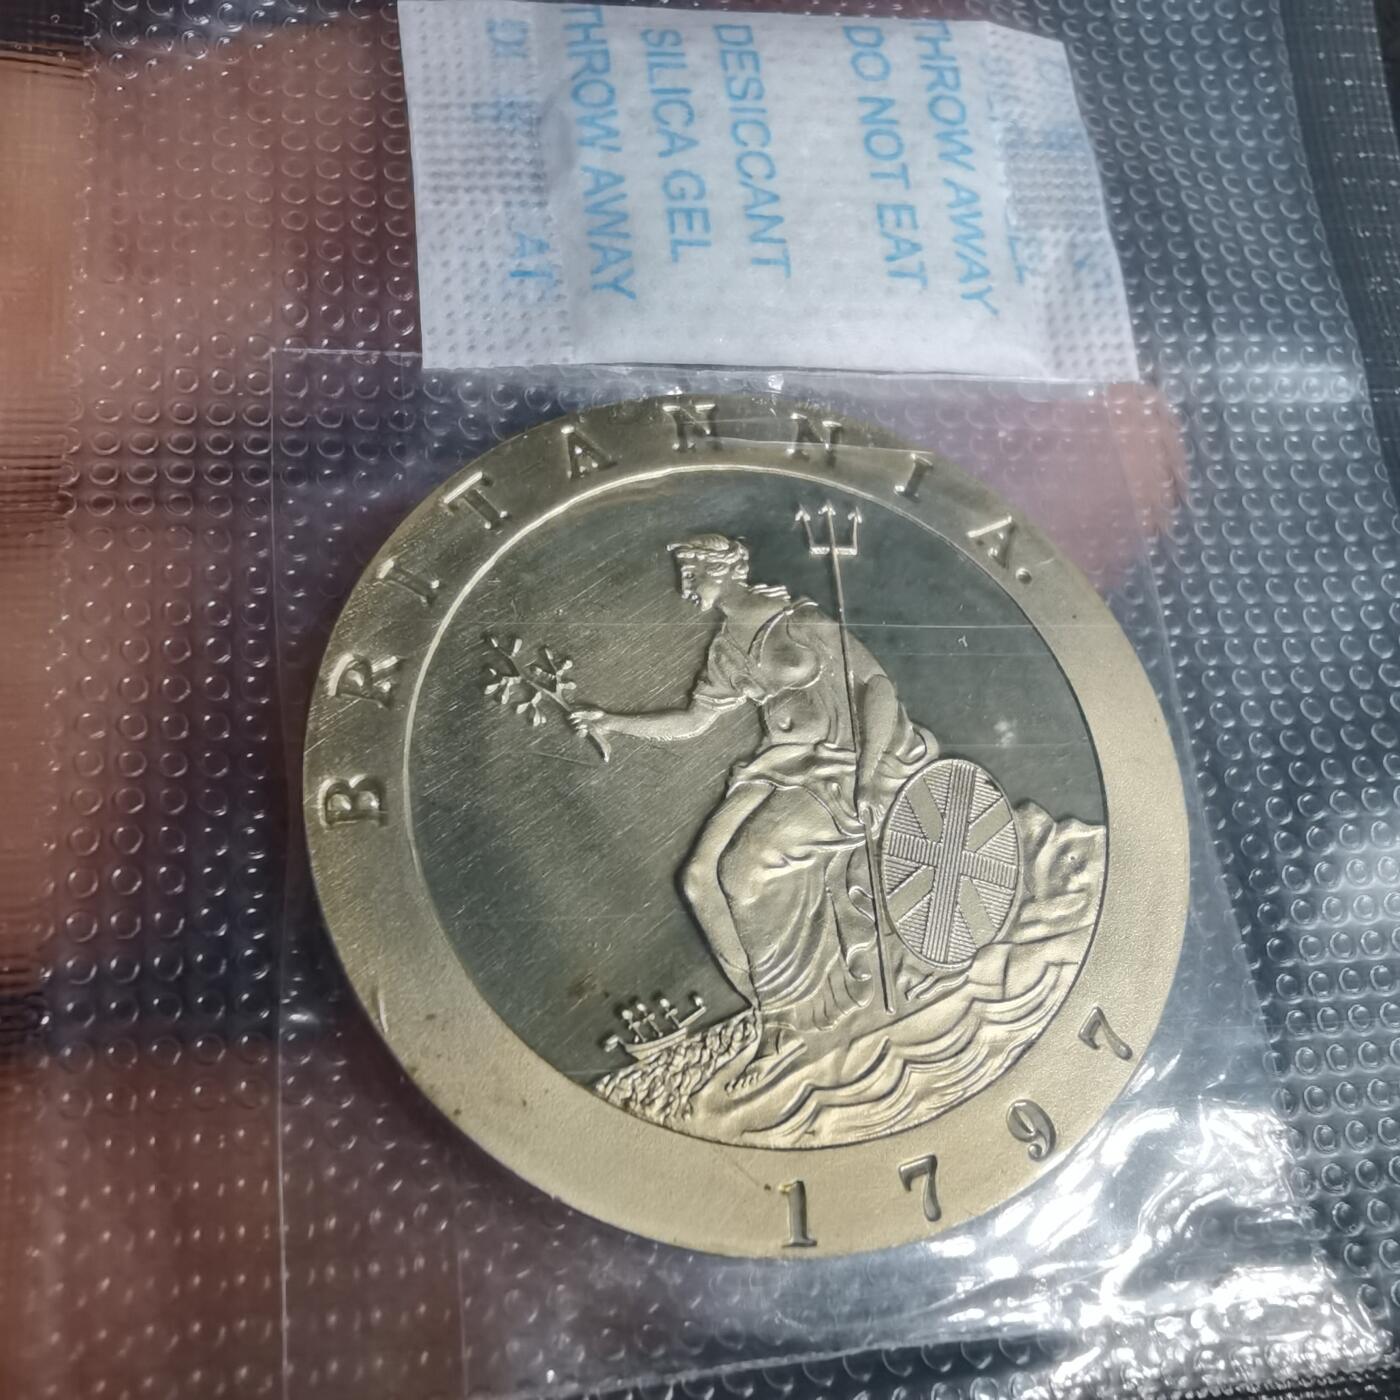 THROW AWAY
DO NOT EAT
DESICCANT
SILICA GEL
THROW AWAY
BRITANNIA.
1797